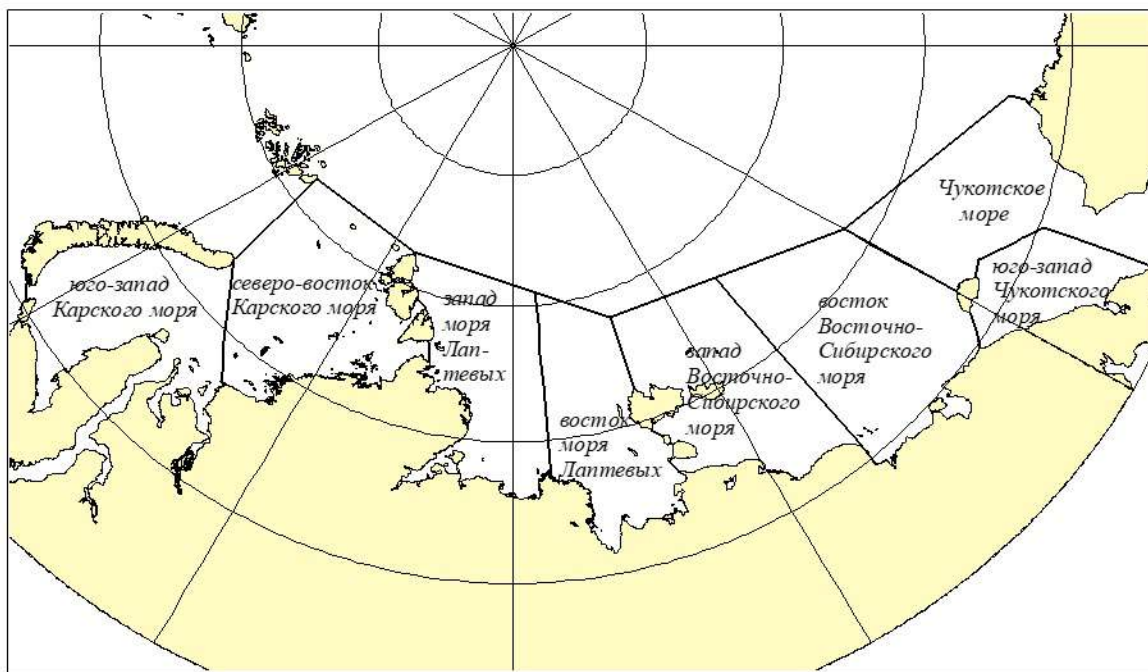 юго-запад
Карского моря
северо-восток
Карского моря
запад
моря
Лап-
тевых
восток
моря
Лаптевых
запад
Восточно-
Сибирского
моря
восток
Восточно-
Сибирского
моря
Чукотское
море
юго-запад
Чукотского
моря